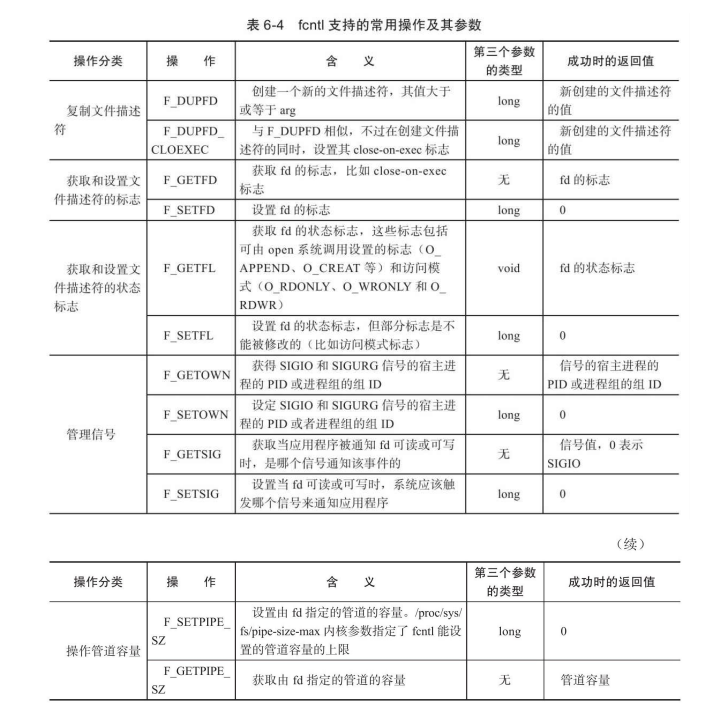 表 6-4 fcntl 支持的常用操作及其参数
操作分类 操 作 含 义 第三个参数的类型 成功时的返回值
复制文件描述符 F_DUPFD 创建一个新的文件描述符，其值大于或等于 arg long 新创建的文件描述符的值
F_DUPFD_CLOEXEC 与 F_DUPFD 相似，不过在创建文件描述符的同时，设置其 close-on-exec 标志 long 新创建的文件描述符的值
获取和设置文件描述符的标志 F_GETFD 获取 fd 的标志，比如 close-on-exec 标志 无 fd 的标志
F_SETFD 设置 fd 的标志 long 0
获取和设置文件描述符的状态标志 F_GETFL 获取 fd 的状态标志，这些标志包括可由 open 系统调用设置的标志（O_APPEND、O_CREAT 等）和访问模式（O_RDONLY、O_WRONLY 和 O_RDWR） void fd 的状态标志
F_SETFL 设置 fd 的状态标志，但部分标志是不能被修改的（比如访问模式标志） long 0
管理信号 F_GETOWN 获得 SIGIO 和 SIGURG 信号的宿主进程的 PID 或进程组的组 ID 无 信号的宿主进程的 PID 或进程组的组 ID
F_SETOWN 设定 SIGIO 和 SIGURG 信号的宿主进程的 PID 或者进程组的组 ID long 0
F_GETSIG 获取当应用程序被通知 fd 可读或可写时，是哪个信号通知该事件的 无 信号值，0 表示 SIGIO
F_SETSIG 设置当 fd 可读或可写时，系统应该触发哪个信号来通知应用程序 long 0
（续）
操作分类 操 作 含 义 第三个参数的类型 成功时的返回值
操作管道容量 F_SETPIPE_SZ 设置由 fd 指定的管道的容量。/proc/sys/fs/pipe-size-max 内核参数指定了 fcntl 能设置的管道容量的上限 long 0
F_GETPIPE_SZ 获取由 fd 指定的管道的容量 无 管道容量